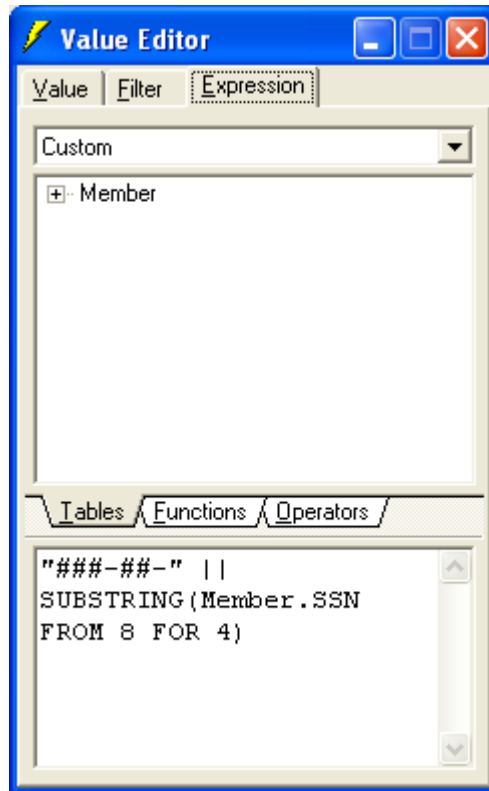 Value Editor
Value Filter Expression
Custom
Member
Tables Functions Operators
"###-##-" ||
SUBSTRING(Member.SSN
FROM 8 FOR 4)